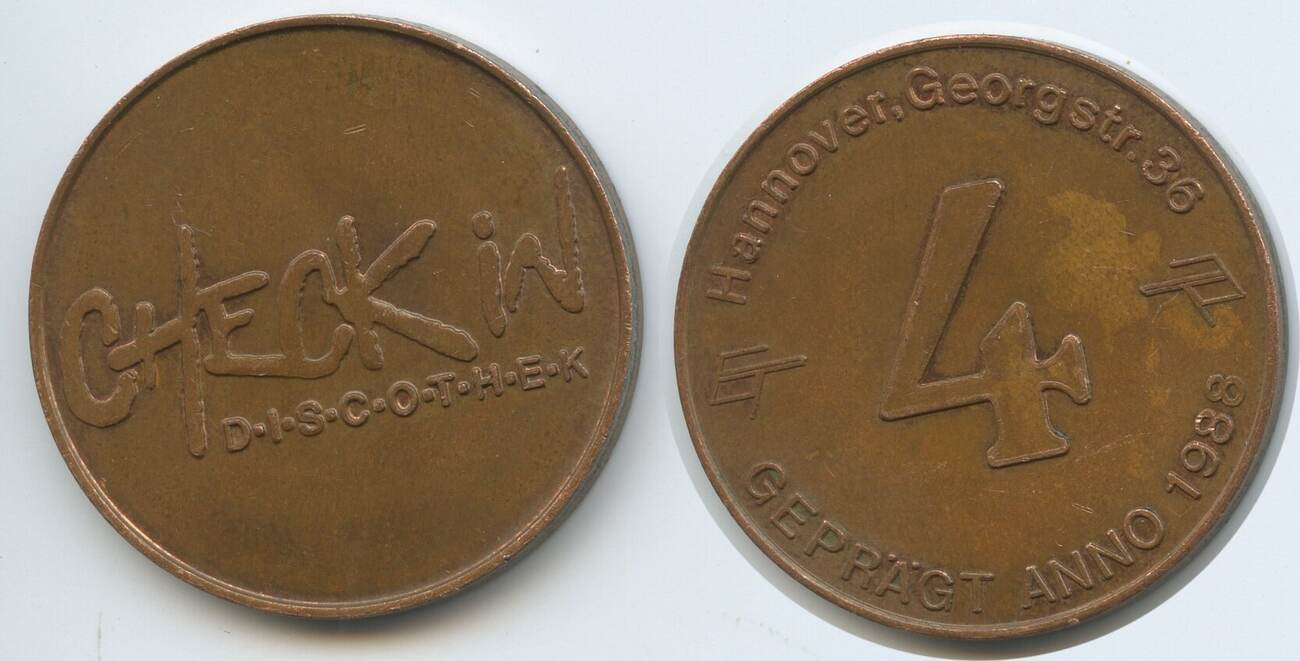 CHECK iN
D·I·S·C·O·T·H·E·K
Hannover, Georgstr. 36
4
GEPRÄGT ANNO 1988